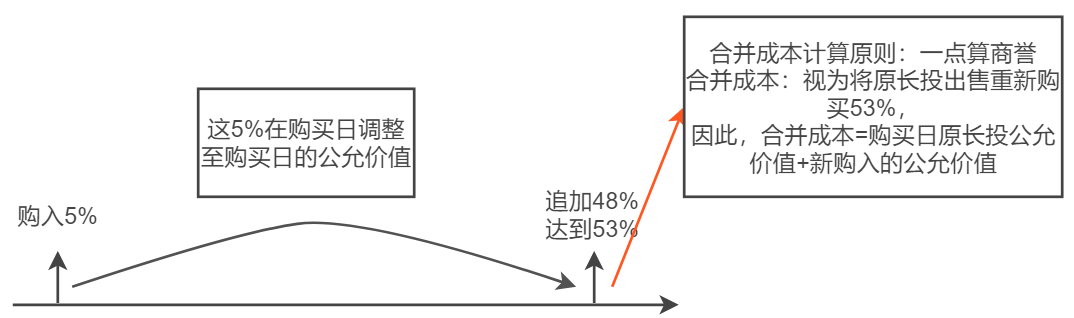 合并成本计算原则：一点算商誉
合并成本：视为将原长投出售重新购
买53%，
因此，合并成本=购买日原长投公允
价值+新购入的公允价值
这5%在购买日调整
至购买日的公允价值
购入5%
追加48%
达到53%